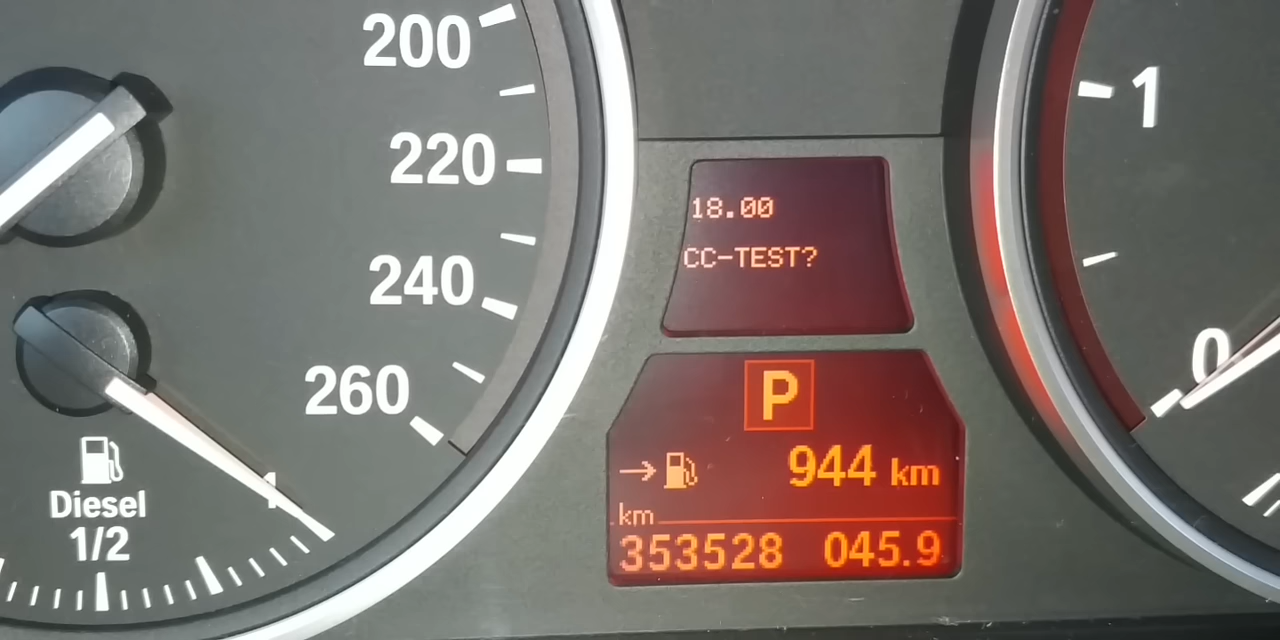 200
220
240
260
1
Diesel
1/2
18.00
CC-TEST?
P
→ 944 km
km
353528 045.9
1
0